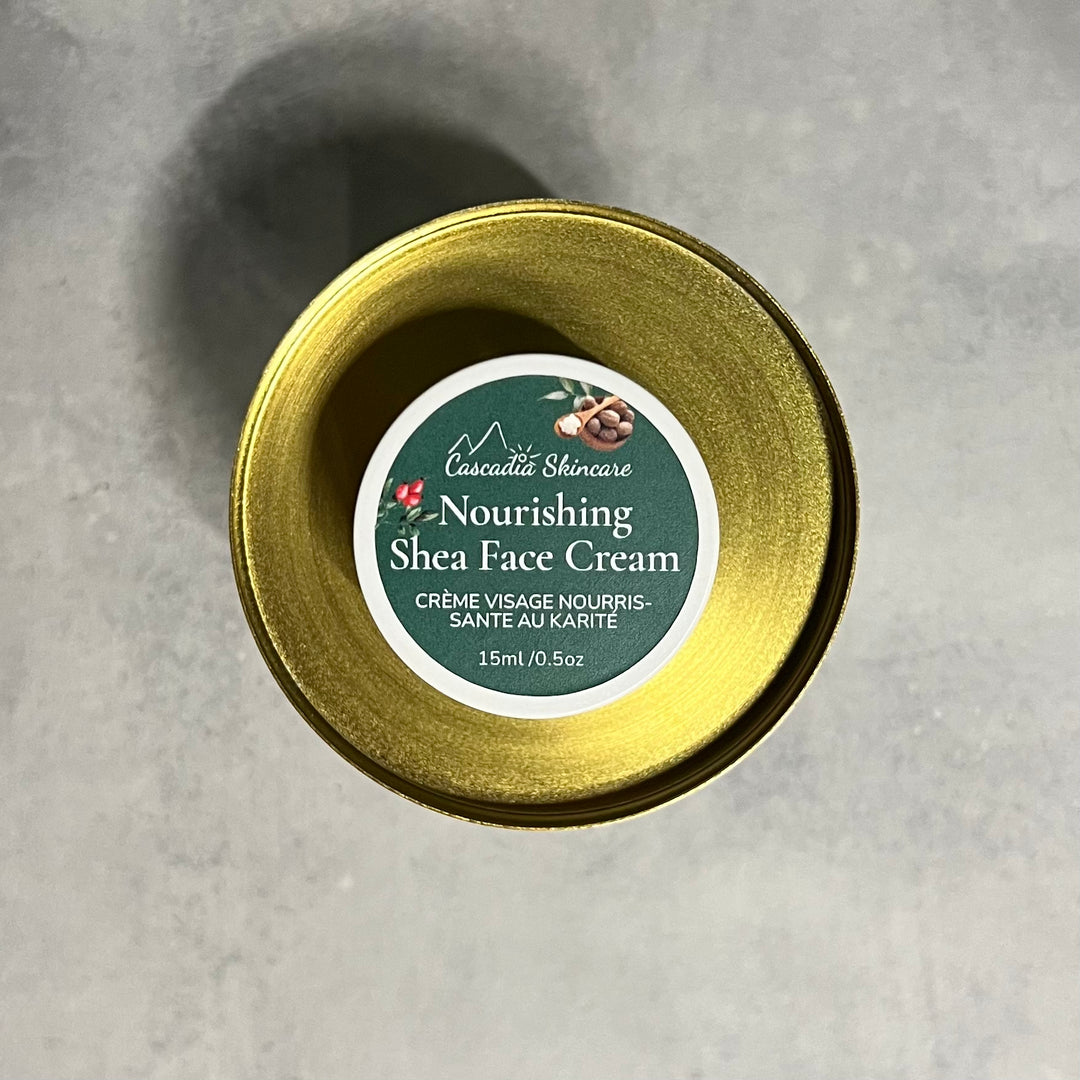 Cascadia Skincare
Nourishing
Shea Face Cream
CRÈME VISAGE NOURRIS-
SANTE AU KARITÉ
15ml /0.5oz